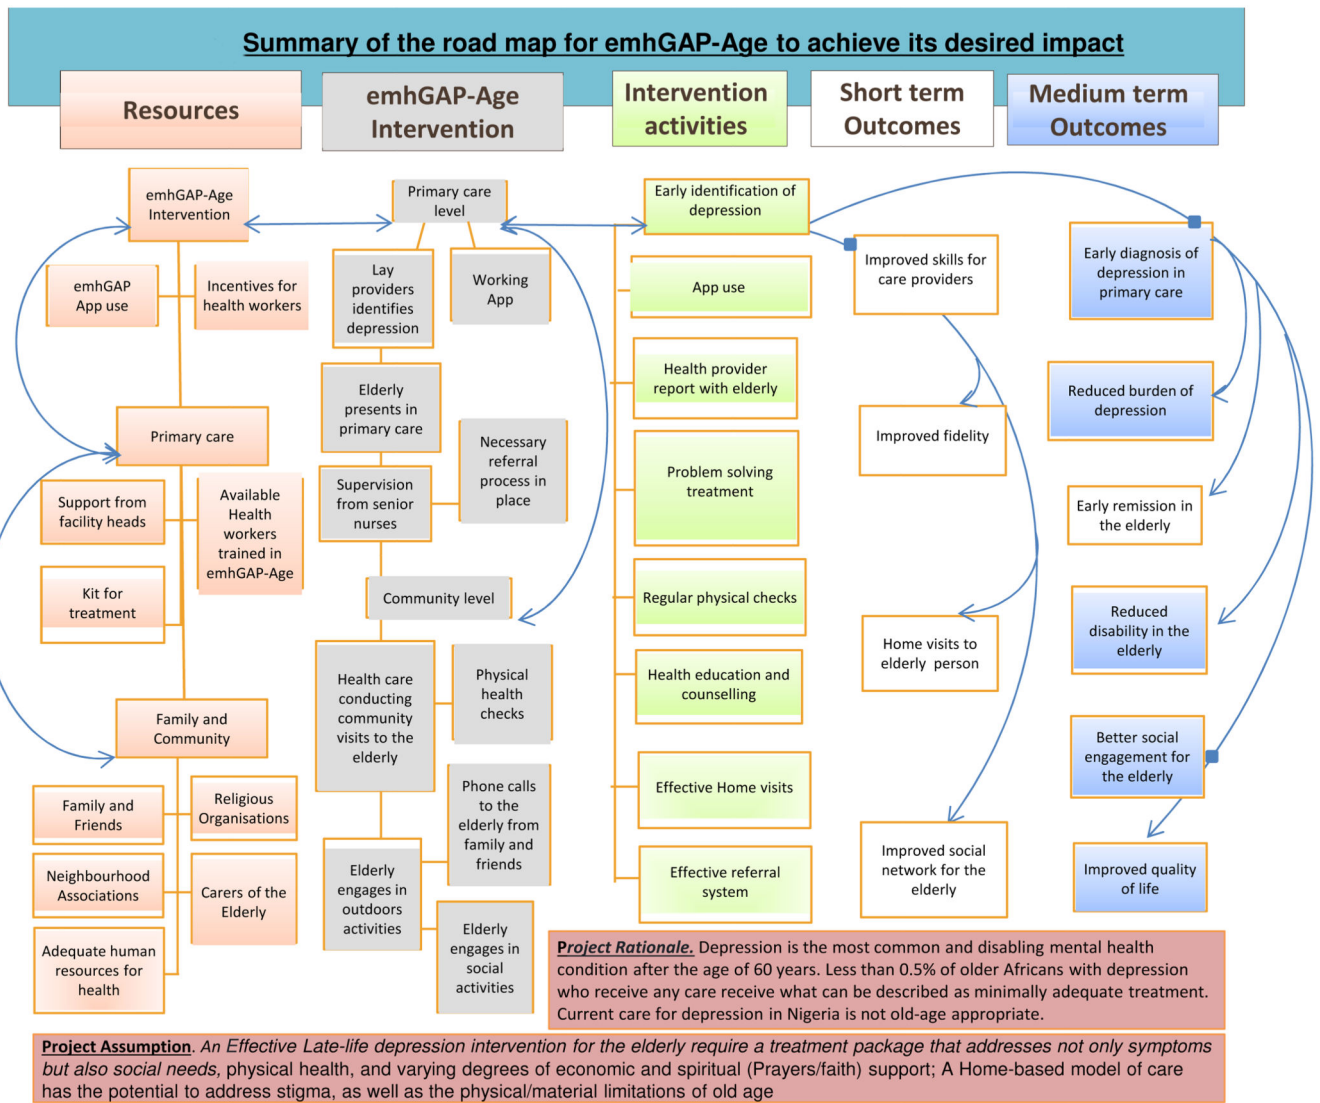 Summary of the road map for emhGAP-Age to achieve its desired impact
Resources
emhGAP-Age
Intervention
Intervention
activities
Short term
Outcomes
Medium term
Outcomes
emhGAP-Age
Intervention
emhGAP
App use
Incentives for
health workers
Primary care
Support from
facility heads
Available
Health
workers
trained in
emhGAP-Age
Kit for
treatment
Family and
Community
Family and
Friends
Religious
Organisations
Neighbourhood
Associations
Carers of the
Elderly
Adequate human
resources for
health
Primary care
level
Lay
providers
identifies
depression
Working
App
Elderly
presents in
primary care
Necessary
referral
process in
place
Supervision
from senior
nurses
Community level
Health care
conducting
community
visits to the
elderly
Physical
health
checks
Phone calls
to the
elderly from
family and
friends
Elderly
engages in
outdoors
activities
Elderly
engages in
social
activities
Early identification of
depression
App use
Health provider
report with elderly
Problem solving
treatment
Regular physical checks
Health education and
counselling
Effective Home visits
Effective referral
system
Improved skills for
care providers
Improved fidelity
Home visits to
elderly person
Improved social
network for the
elderly
Early diagnosis of
depression in
primary care
Reduced burden of
depression
Early remission in
the elderly
Reduced
disability in the
elderly
Better social
engagement for
the elderly
Improved quality
of life
Project Rationale. Depression is the most common and disabling mental health
condition after the age of 60 years. Less than 0.5% of older Africans with depression
who receive any care receive what can be described as minimally adequate treatment.
Current care for depression in Nigeria is not old-age appropriate.
Project Assumption. An Effective Late-life depression intervention for the elderly require a treatment package that addresses not only symptoms
but also social needs, physical health, and varying degrees of economic and spiritual (Prayers/faith) support; A Home-based model of care
has the potential to address stigma, as well as the physical/material limitations of old age